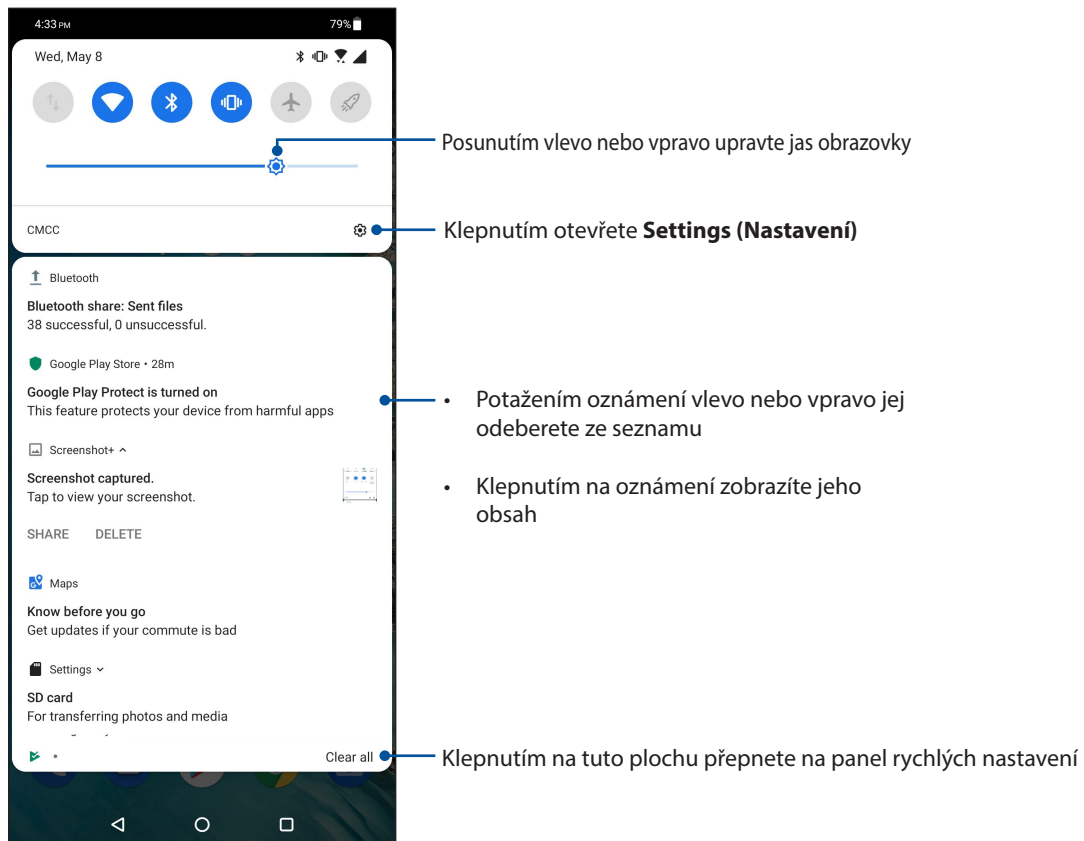 4:33 PM 79%
Wed, May 8
Posunutím vlevo nebo vpravo upravte jas obrazovky
CMCC
Klepnutím otevřete Settings (Nastavení)
Bluetooth
Bluetooth share: Sent files
38 successful, 0 unsuccessful.
Google Play Store • 28m
Google Play Protect is turned on
This feature protects your device from harmful apps
• Potažením oznámení vlevo nebo vpravo jej
odeberete ze seznamu
Screenshot+
Screenshot captured.
Tap to view your screenshot.
• Klepnutím na oznámení zobrazíte jeho
obsah
SHARE DELETE
Maps
Know before you go
Get updates if your commute is bad
Settings
SD card
For transferring photos and media
Clear all
Klepnutím na tuto plochu přepnete na panel rychlých nastavení